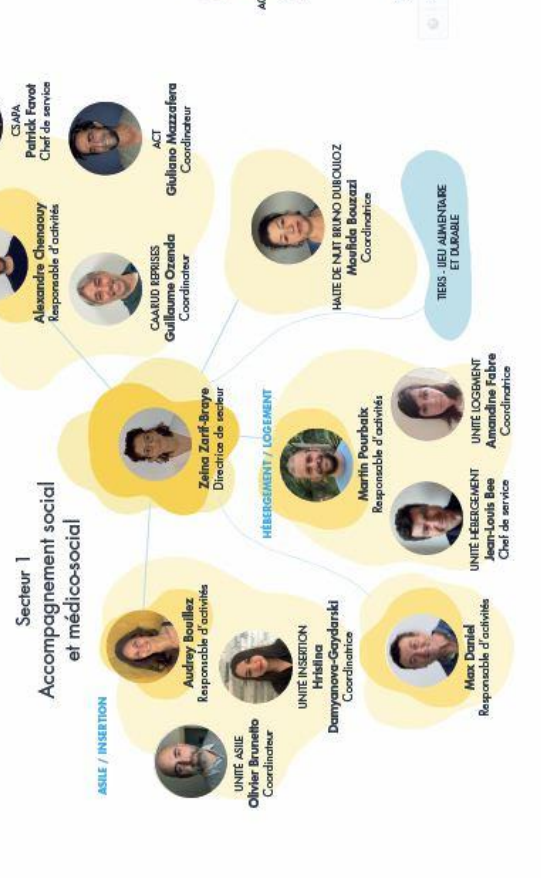 Secteur 1
Accompagnement social
et médico-social
ASILE / INSERTION
Audrey Bouillez
Responsable d'activités
UNITÉ ASILE
Olivier Brunetto
Coordinateur
UNITÉ INSERTION
Hristina
Damyanova-Gaydarski
Coordinatrice
Max Daniel
Responsable d'activités
Zeina Zarif-Braye
Directrice de secteur
HÉBERGEMENT / LOGEMENT
Martin Pourbaix
Responsable d'activités
UNITÉ HÉBERGEMENT
Jean-Louis Bee
Chef de service
UNITÉ LOGEMENT
Amandine Fabre
Coordinatrice
Alexandre Chenaouy
Responsable d'activités
CAARUD REPRISES
Guillaume Ozenda
Coordinateur
CSAPA
Patrick Favot
Chef de service
ACT
Giuliano Mazzafera
Coordinateur
HALTE DE NUIT BRUNO DUBOULOZ
Moufida Bouzazi
Coordinatrice
TIERS - LIEU ALIMENTAIRE
ET DURABLE